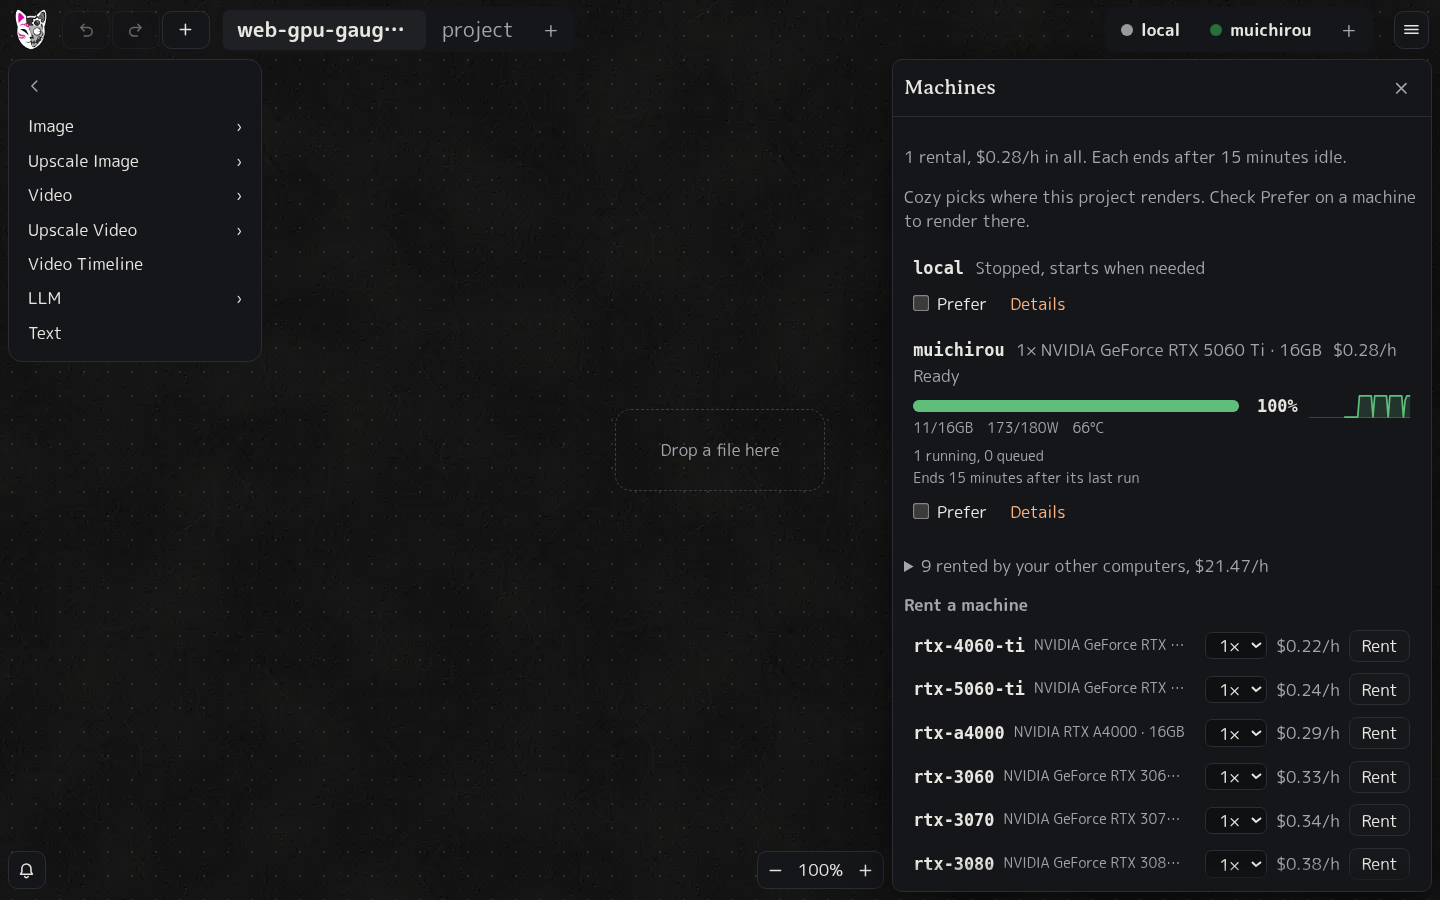 web-gpu-gaug···
project
local
muichirou
Image
Upscale Image
Video
Upscale Video
Video Timeline
LLM
Text
Drop a file here
100%
Machines
1 rental, $0.28/h in all. Each ends after 15 minutes idle.
Cozy picks where this project renders. Check Prefer on a machine
to render there.
local Stopped, starts when needed
Prefer Details
muichirou 1× NVIDIA GeForce RTX 5060 Ti · 16GB $0.28/h
Ready
100%
11/16GB 173/180W 66°C
1 running, 0 queued
Ends 15 minutes after its last run
Prefer Details
9 rented by your other computers, $21.47/h
Rent a machine
rtx-4060-ti NVIDIA GeForce RTX ··· 1× $0.22/h Rent
rtx-5060-ti NVIDIA GeForce RTX ··· 1× $0.24/h Rent
rtx-a4000 NVIDIA RTX A4000 · 16GB 1× $0.29/h Rent
rtx-3060 NVIDIA GeForce RTX 306··· 1× $0.33/h Rent
rtx-3070 NVIDIA GeForce RTX 307··· 1× $0.34/h Rent
rtx-3080 NVIDIA GeForce RTX 308··· 1× $0.38/h Rent